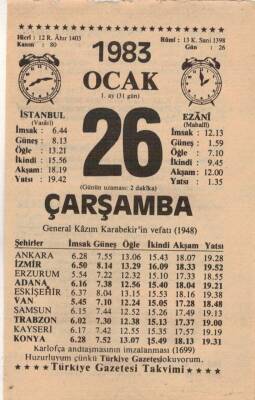 Hicrî : 12 R. Âhır 1403
Kasım : 80
1983
Rûmî : 13 K. Sani 1398
Gün : 26
OCAK
1. ay (31 gün)
İSTANBUL
(Vasâtî)
İmsak : 6.44
Güneş : 8.13
Öğle : 13.21
İkindi : 15.56
Akşam : 18.19
Yatsı : 19.42
26
EZÂNİ
(Mahallî)
İmsak : 12.13
Güneş : 1.59
Öğle : 7.10
İkindi : 9.45
Akşam : 12.00
Yatsı : 1.35
(Günün uzaması: 2 dakîka)
ÇARŞAMBA
General Kâzım Karabekir'in vefatı (1948)
Şehirler İmsak Güneş Öğle İkindi Akşam Yatsı
ANKARA 6.28 7.55 13.06 15.43 18.07 19.28
İZMİR 6.50 8.14 13.29 16.09 18.33 19.52
ERZURUM 5.54 7.22 12.32 15.08 17.32 18.53
ADANA 6.16 7.38 12.56 15.40 18.04 19.21
ESKİŞEHİR 6.37 8.04 13.15 15.53 18.16 19.38
VAN 5.45 7.10 12.24 15.05 17.28 18.48
SAMSUN 6.15 7.44 12.52 15.26 17.49 19.13
TRABZON 6.02 7.30 12.38 15.13 17.37 19.00
KAYSERİ 6.17 7.42 12.55 15.35 17.57 19.19
KONYA 6.28 7.52 13.07 15.49 18.13 19.31
Karlofça andlaşmasının imzalanması (1699)
Huzurluyum çünkü Türkiye Gazetesi okuyorum.
★★★★ Türkiye Gazetesi Takvimi ★★★★